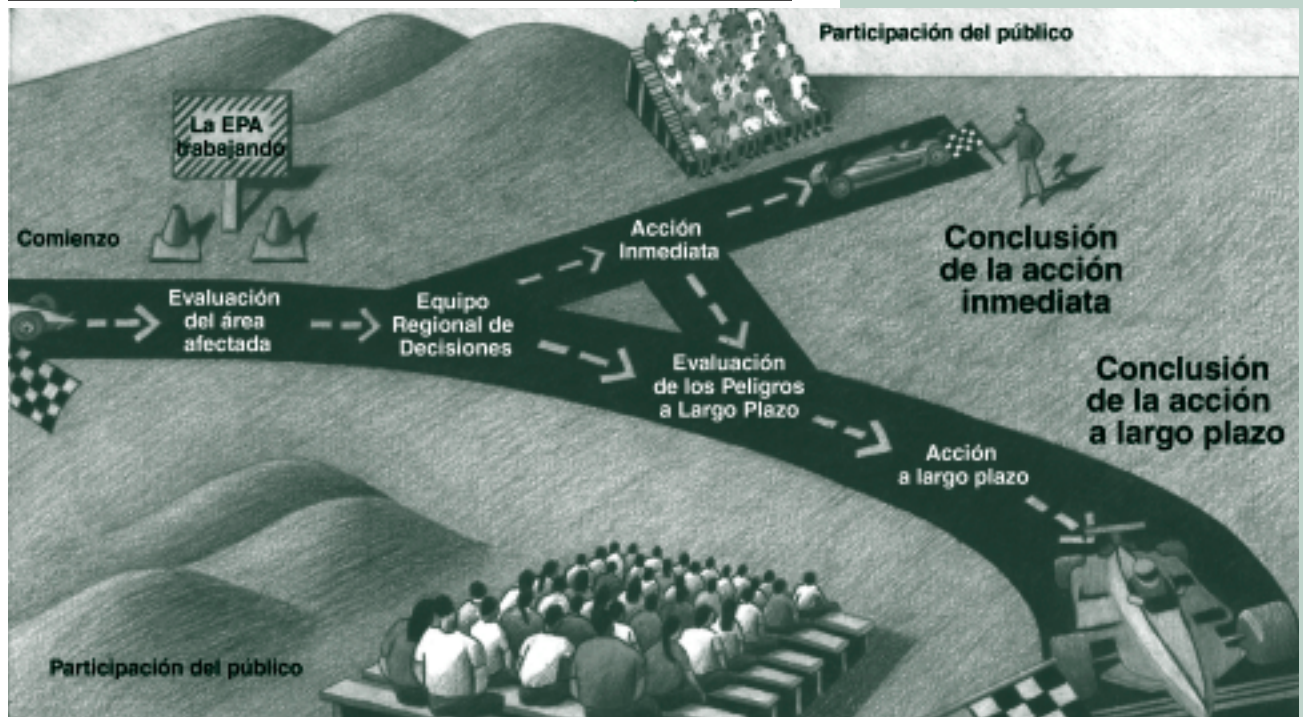 Participación del público
La EPA
trabajando
Comienzo
Acción
Inmediata
Conclusión
de la acción
inmediata
Evaluación
del área
afectada
Equipo
Regional de
Decisiones
Evaluación
de los Peligros
a Largo Plazo
Conclusión
de la acción
a largo plazo
Acción
a largo plazo
Participación del público